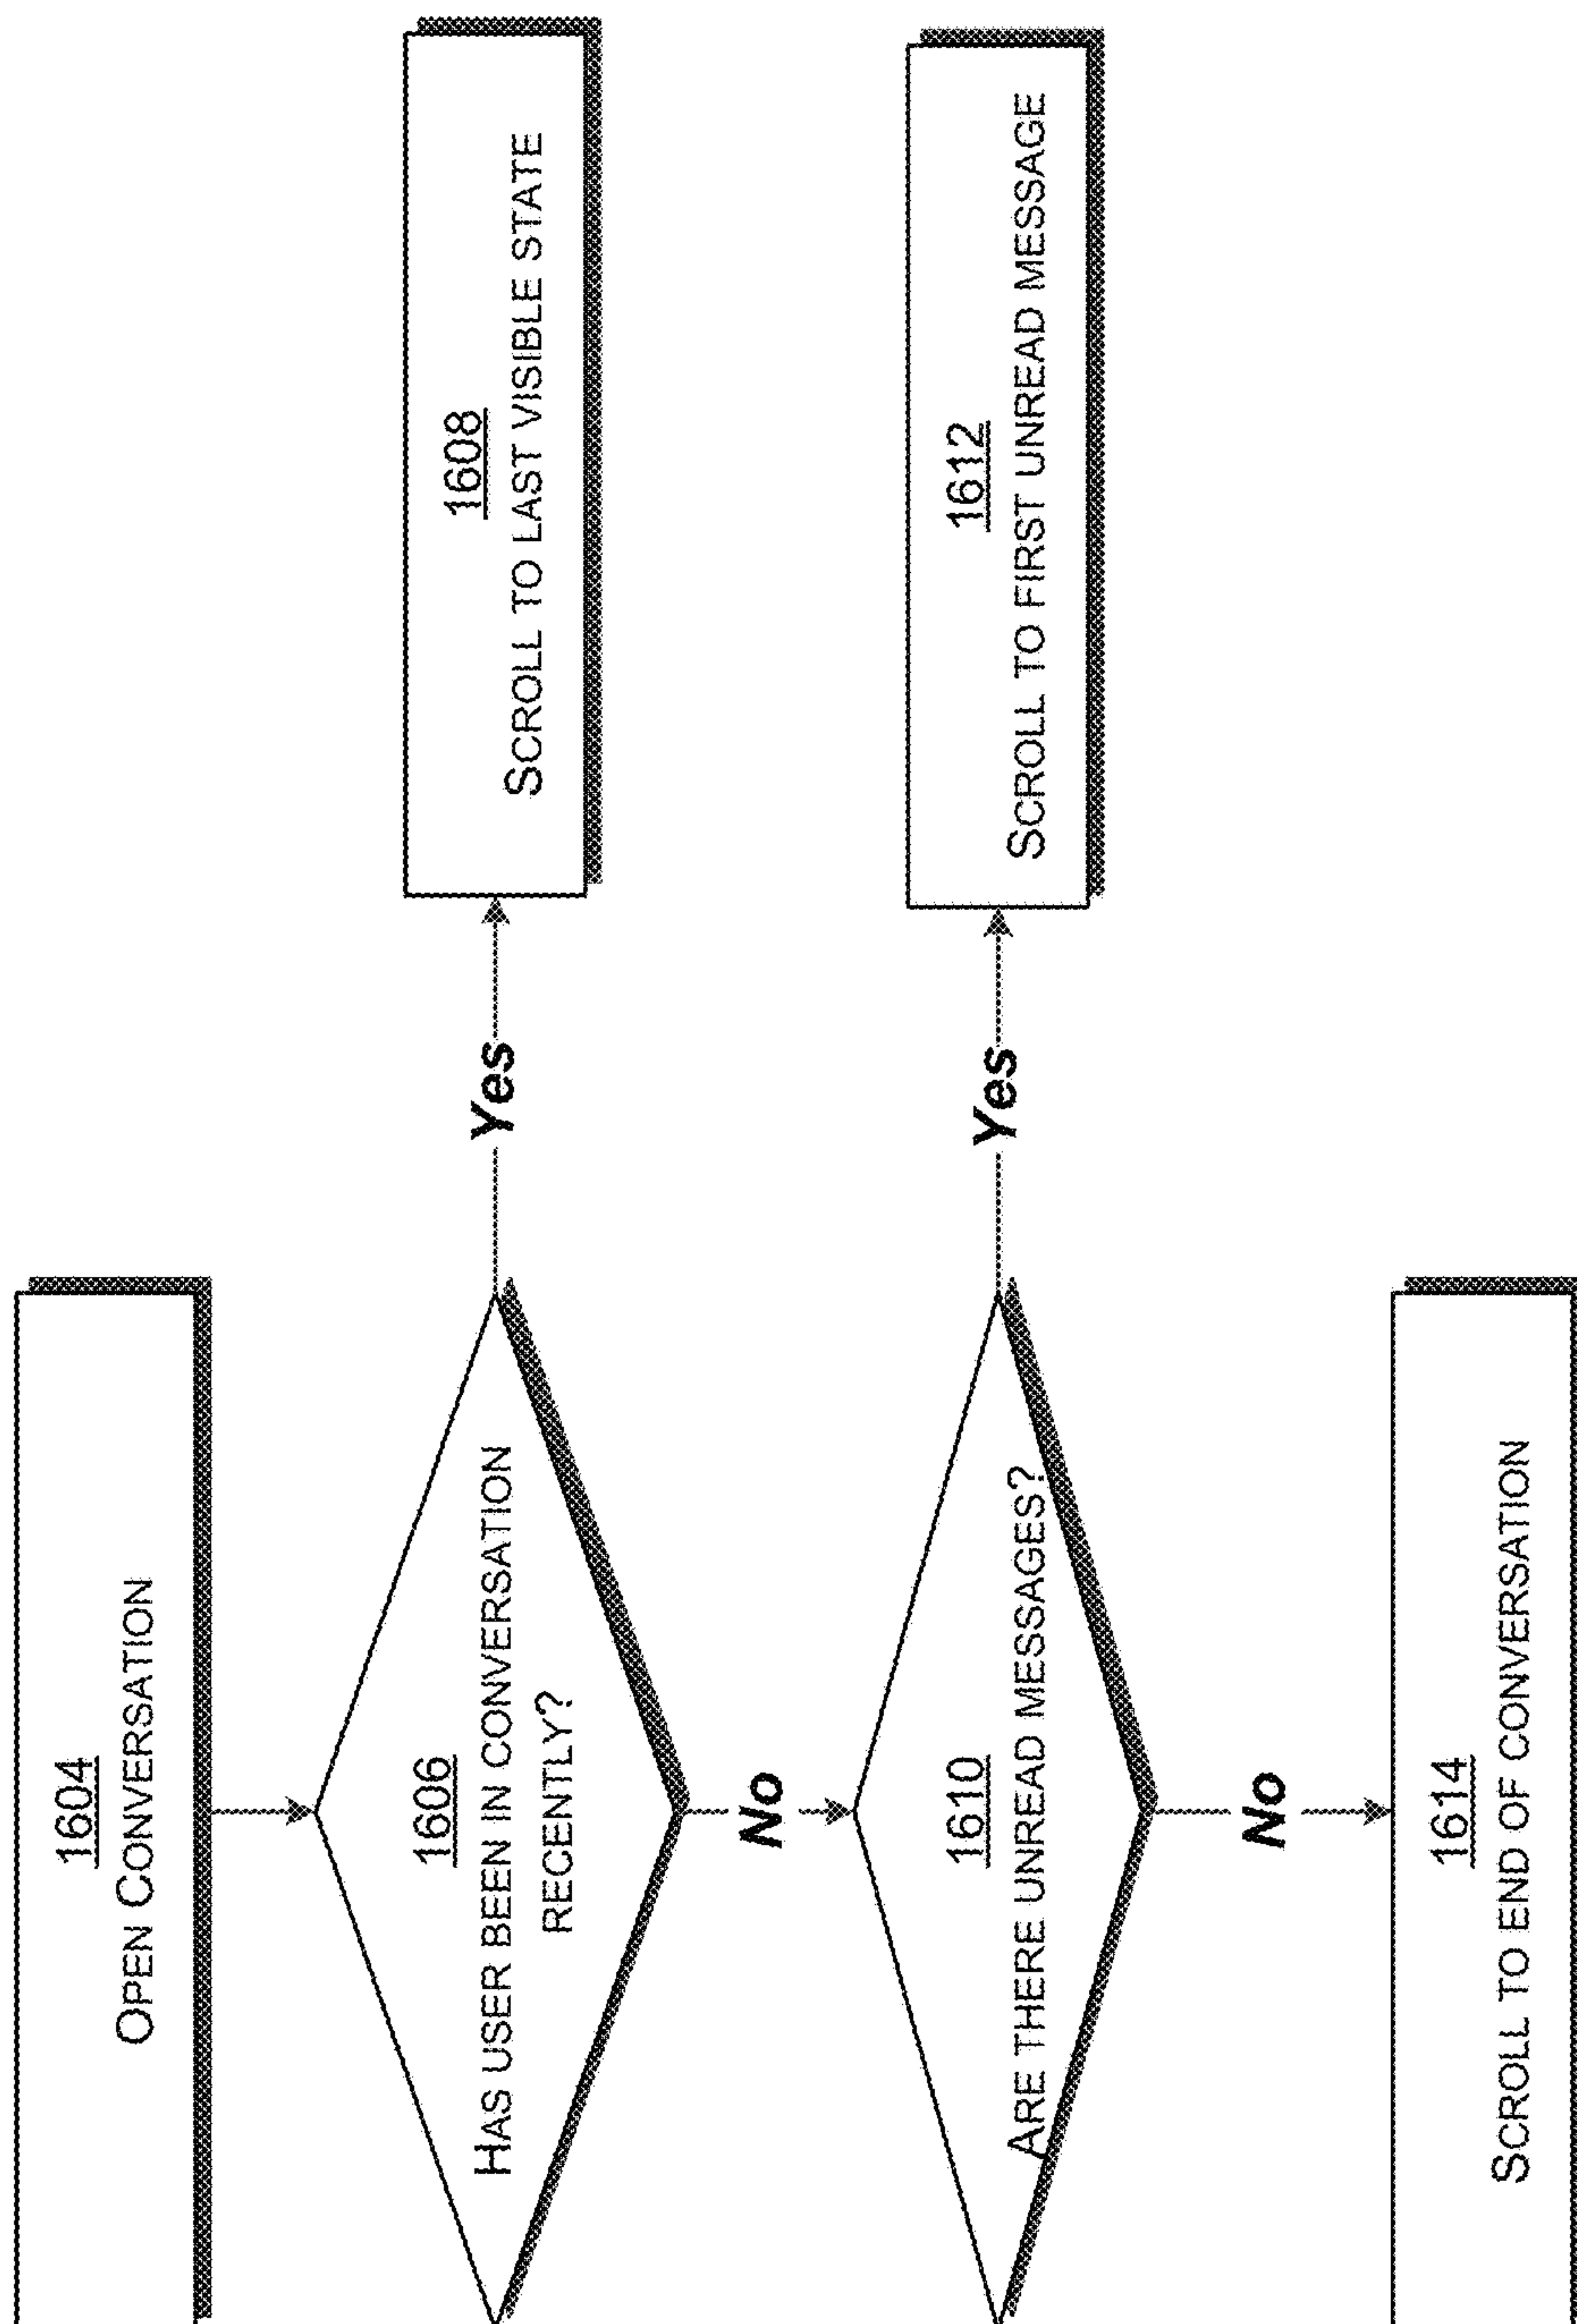 1604
OPEN CONVERSATION
1606
HAS USER BEEN IN CONVERSATION
RECENTLY?
Yes
1608
SCROLL TO LAST VISIBLE STATE
No
1610
ARE THERE UNREAD MESSAGES?
Yes
1612
SCROLL TO FIRST UNREAD MESSAGE
No
1614
SCROLL TO END OF CONVERSATION